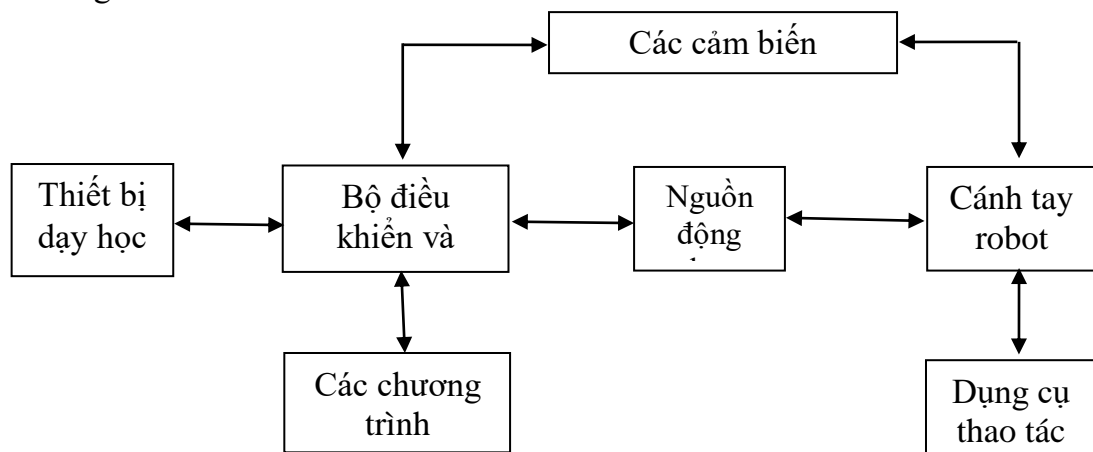 Các cảm biến
Thiết bị
dạy học
Bộ điều
khiển và
Nguồn
động
Cánh tay
robot
Các chương
trình
Dụng cụ
thao tác